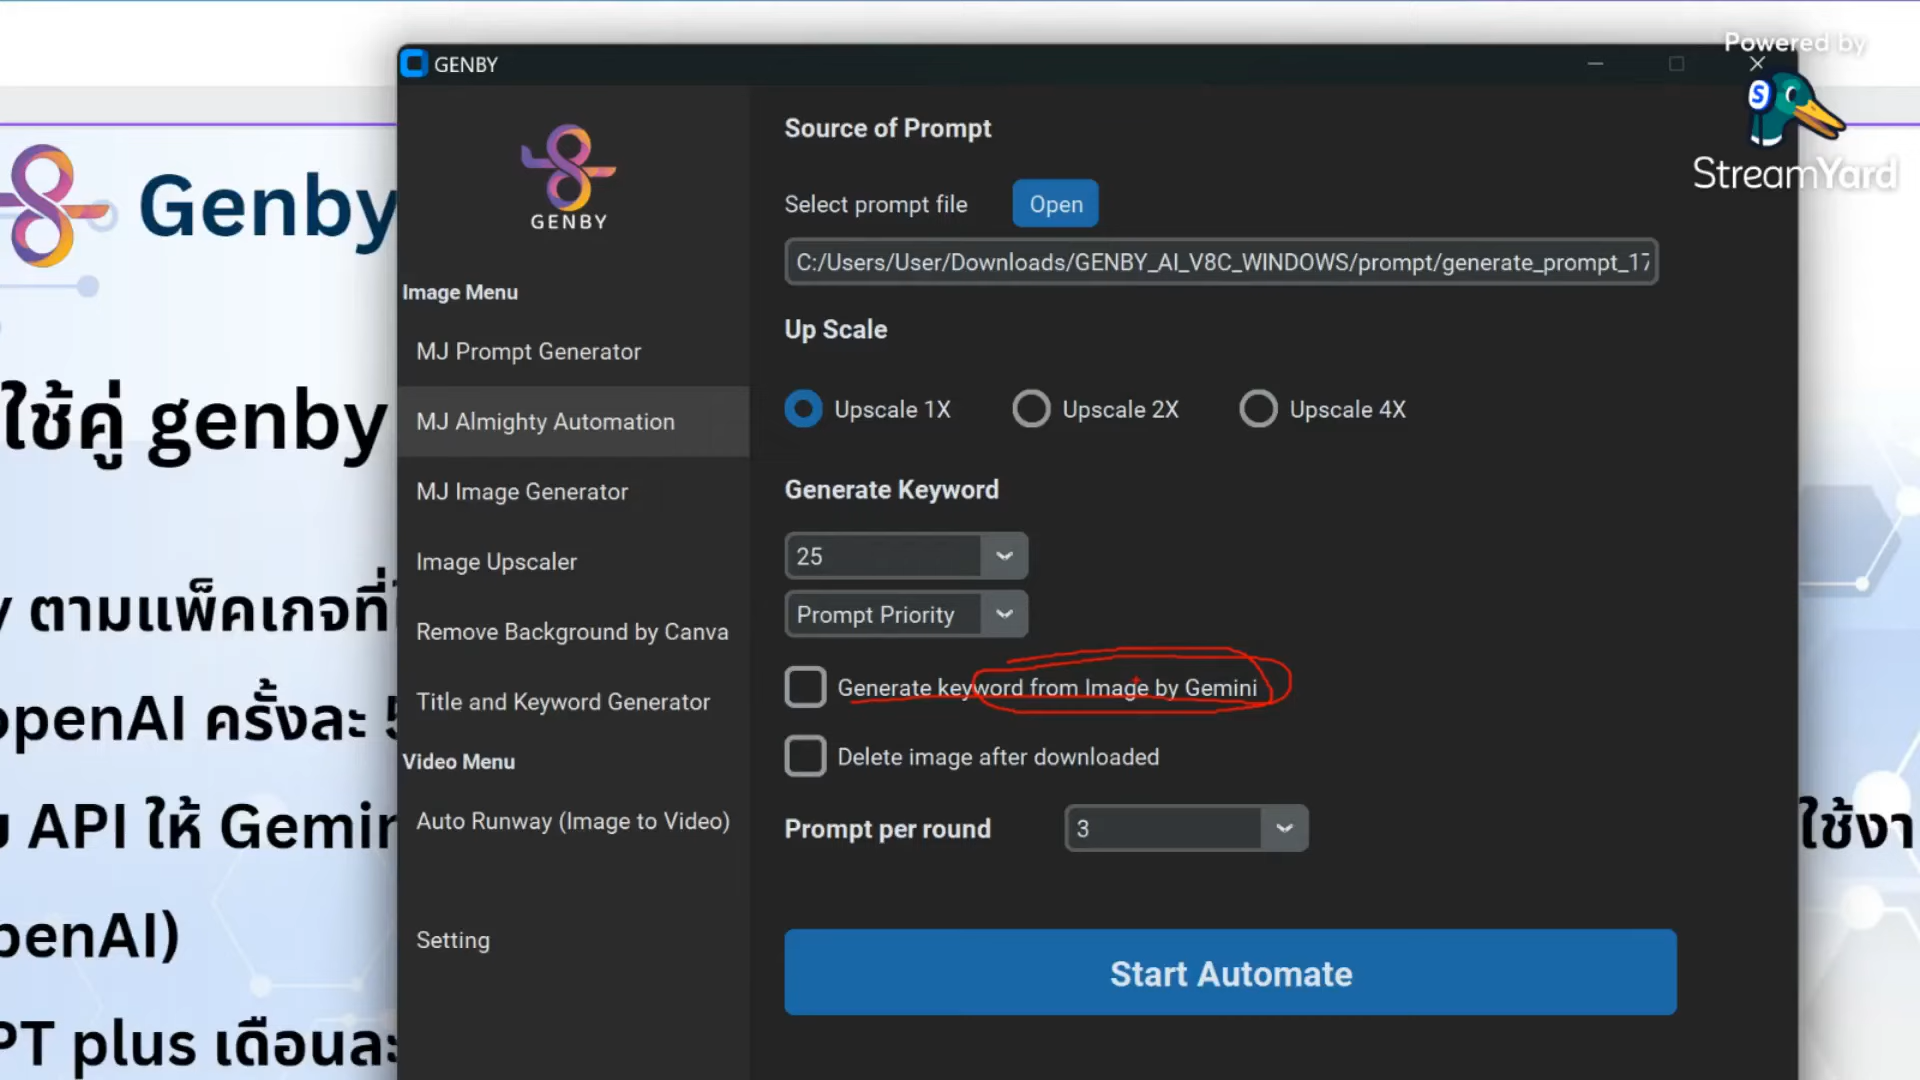 Powered by
StreamYard
GENBY
GENBY
Image Menu
MJ Prompt Generator
MJ Almighty Automation
MJ Image Generator
Image Upscaler
Remove Background by Canva
Title and Keyword Generator
Video Menu
Auto Runway (Image to Video)
Setting
Source of Prompt
Select prompt file
Open
C:/Users/User/Downloads/GENBY_AI_V8C_WINDOWS/prompt/generate_prompt_17
Up Scale
Upscale 1X
Upscale 2X
Upscale 4X
Generate Keyword
25
Prompt Priority
Generate keyword from Image by Gemini
Delete image after downloaded
Prompt per round
3
Start Automate
Genby
ใช้คู่ genby
ตามแพ็คเกจที่
openAI ครั้งละ
API ให้ Gemin
ใช้งา
penAI)
PT plus เดือนละ